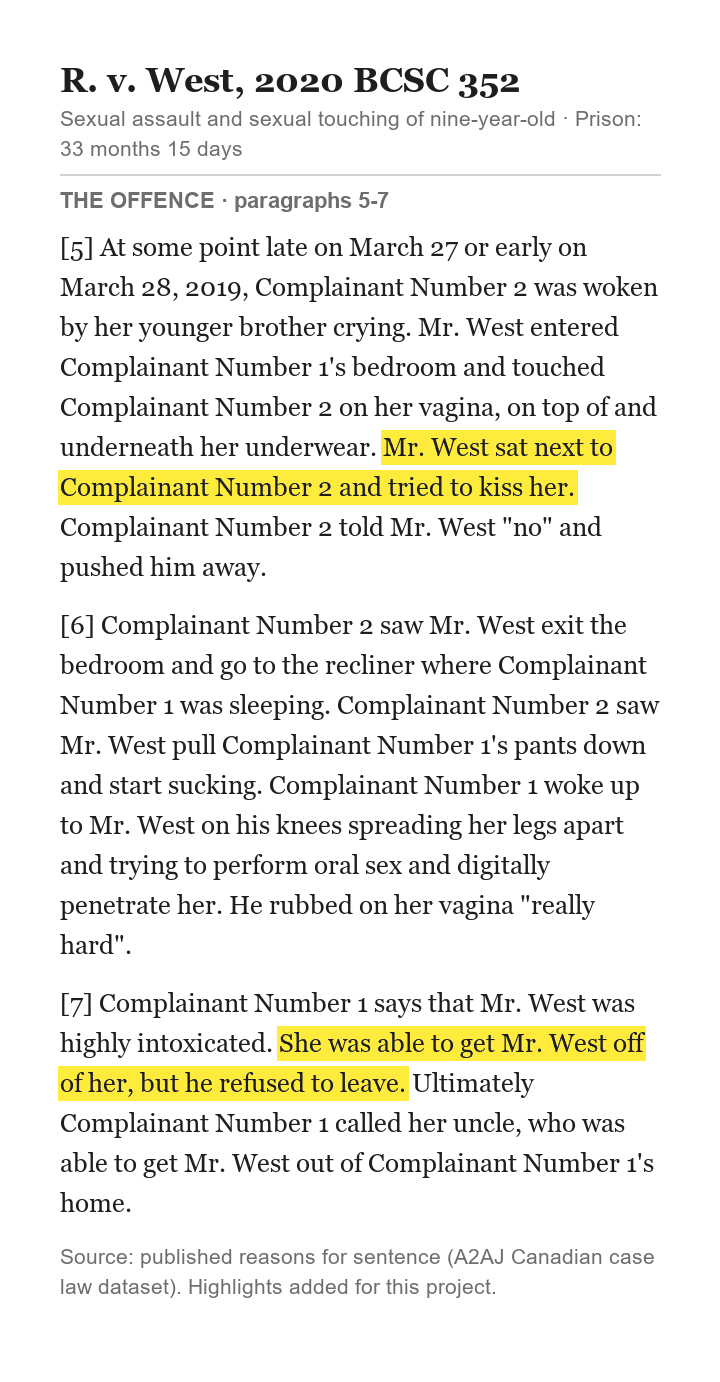 R. v. West, 2020 BCSC 352
Sexual assault and sexual touching of nine-year-old · Prison:
33 months 15 days
THE OFFENCE · paragraphs 5-7
[5] At some point late on March 27 or early on
March 28, 2019, Complainant Number 2 was woken
by her younger brother crying. Mr. West entered
Complainant Number 1's bedroom and touched
Complainant Number 2 on her vagina, on top of and
underneath her underwear. Mr. West sat next to
Complainant Number 2 and tried to kiss her.
Complainant Number 2 told Mr. West "no" and
pushed him away.
[6] Complainant Number 2 saw Mr. West exit the
bedroom and go to the recliner where Complainant
Number 1 was sleeping. Complainant Number 2 saw
Mr. West pull Complainant Number 1's pants down
and start sucking. Complainant Number 1 woke up
to Mr. West on his knees spreading her legs apart
and trying to perform oral sex and digitally
penetrate her. He rubbed on her vagina "really
hard".
[7] Complainant Number 1 says that Mr. West was
highly intoxicated. She was able to get Mr. West off
of her, but he refused to leave. Ultimately
Complainant Number 1 called her uncle, who was
able to get Mr. West out of Complainant Number 1's
home.
Source: published reasons for sentence (A2AJ Canadian case
law dataset). Highlights added for this project.